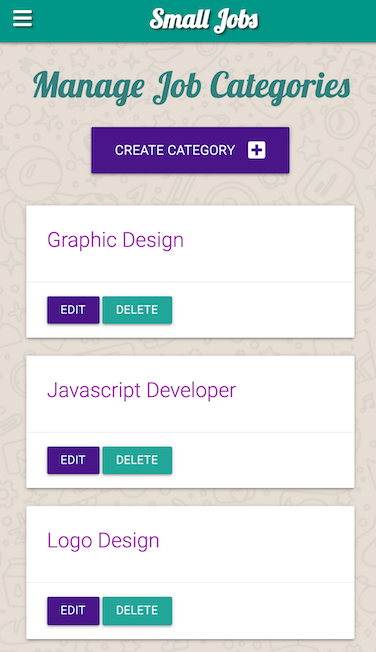 Small Jobs
Manage Job Categories
CREATE CATEGORY
Graphic Design
EDIT DELETE
Javascript Developer
EDIT DELETE
Logo Design
EDIT DELETE